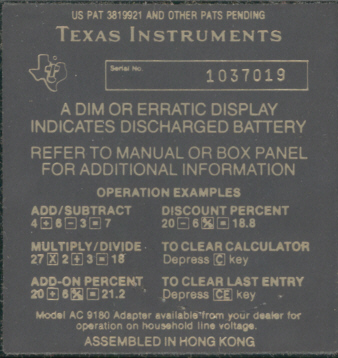 US PAT 3819921 AND OTHER PATS PENDING
TEXAS INSTRUMENTS
Serial No. 1037019
A DIM OR ERRATIC DISPLAY
INDICATES DISCHARGED BATTERY
REFER TO MANUAL OR BOX PANEL
FOR ADDITIONAL INFORMATION
OPERATION EXAMPLES
ADD/SUBTRACT
4 + 6 - 3 = 7
DISCOUNT PERCENT
20 - 6 % = 18.8
MULTIPLY/DIVIDE
27 X 2 ÷ 3 = 18
TO CLEAR CALCULATOR
Depress C key
ADD-ON PERCENT
20 + 6 % = 21.2
TO CLEAR LAST ENTRY
Depress CE key
Model AC 9180 Adapter available from your dealer for
operation on household line voltage.
ASSEMBLED IN HONG KONG